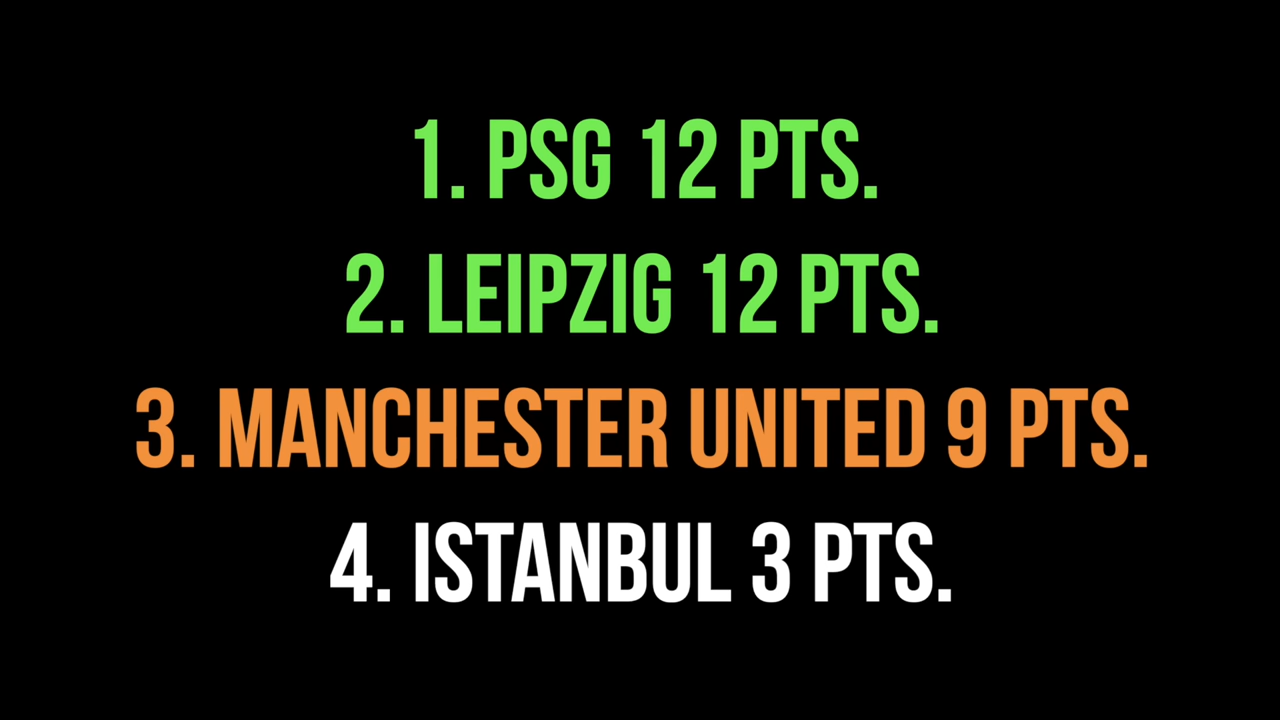 1. PSG 12 PTS.
2. LEIPZIG 12 PTS.
3. MANCHESTER UNITED 9 PTS.
4. ISTANBUL 3 PTS.